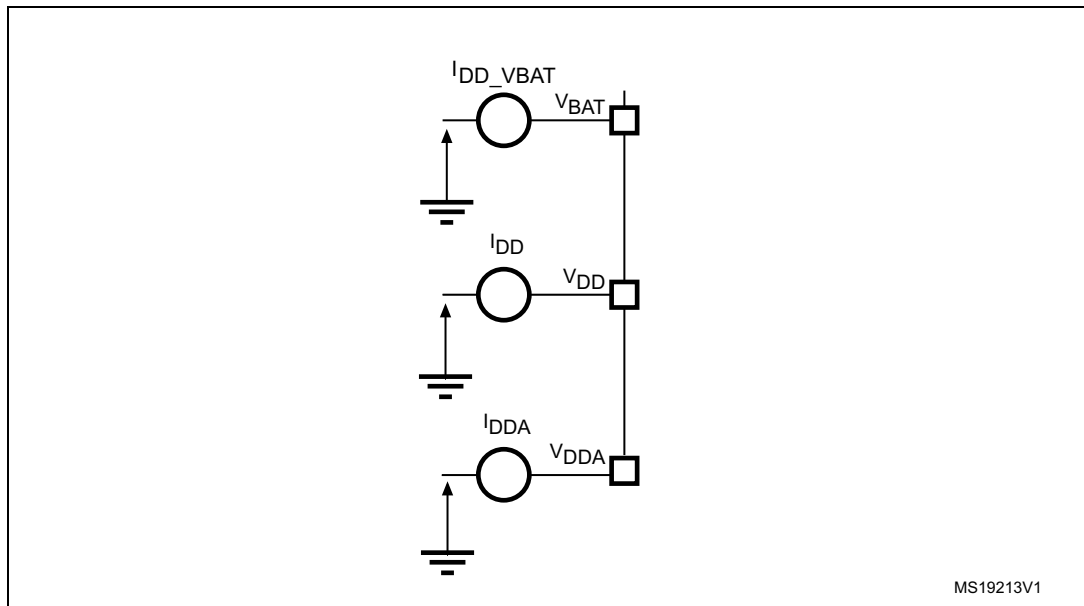 IDD_VBAT
VBAT
IDD
VDD
IDDA
VDDA
MS19213V1